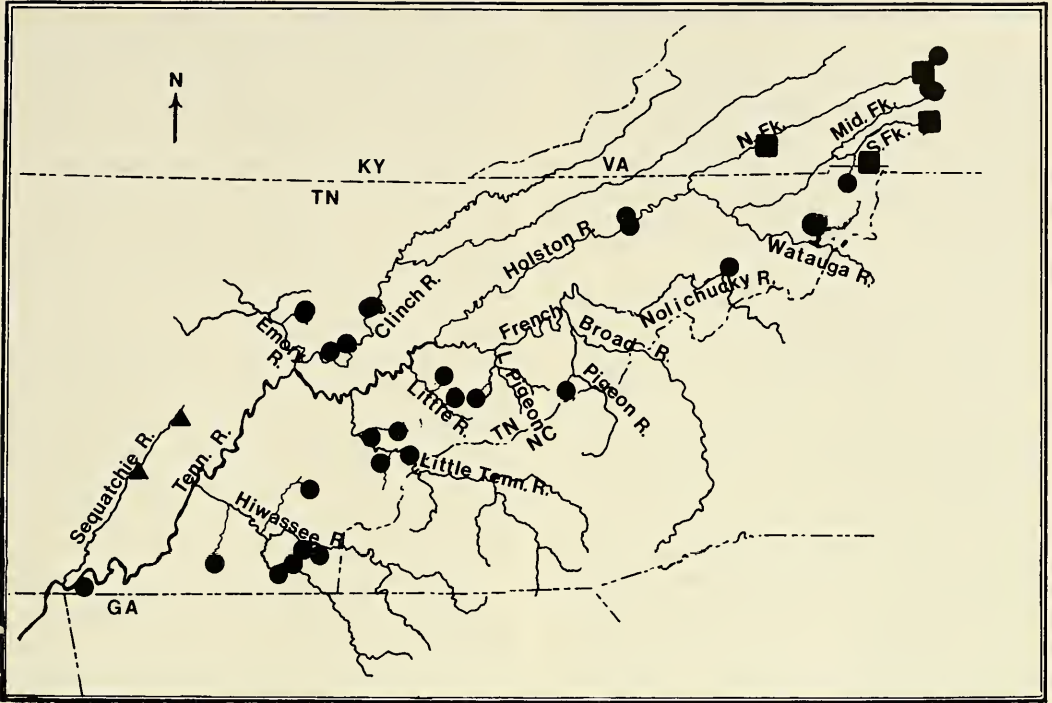 N
KY
VA
TN
N. Fk.
Mid. Fk.
S. Fk.
Holston R.
Watauga R.
Clinch R.
Nolichucky R.
Emory R.
French Broad R.
Little R.
L. Pigeon
Pigeon R.
TN
NC
Little Tenn. R.
Sequatchie R.
Tenn. R.
Hiwassee R.
GA